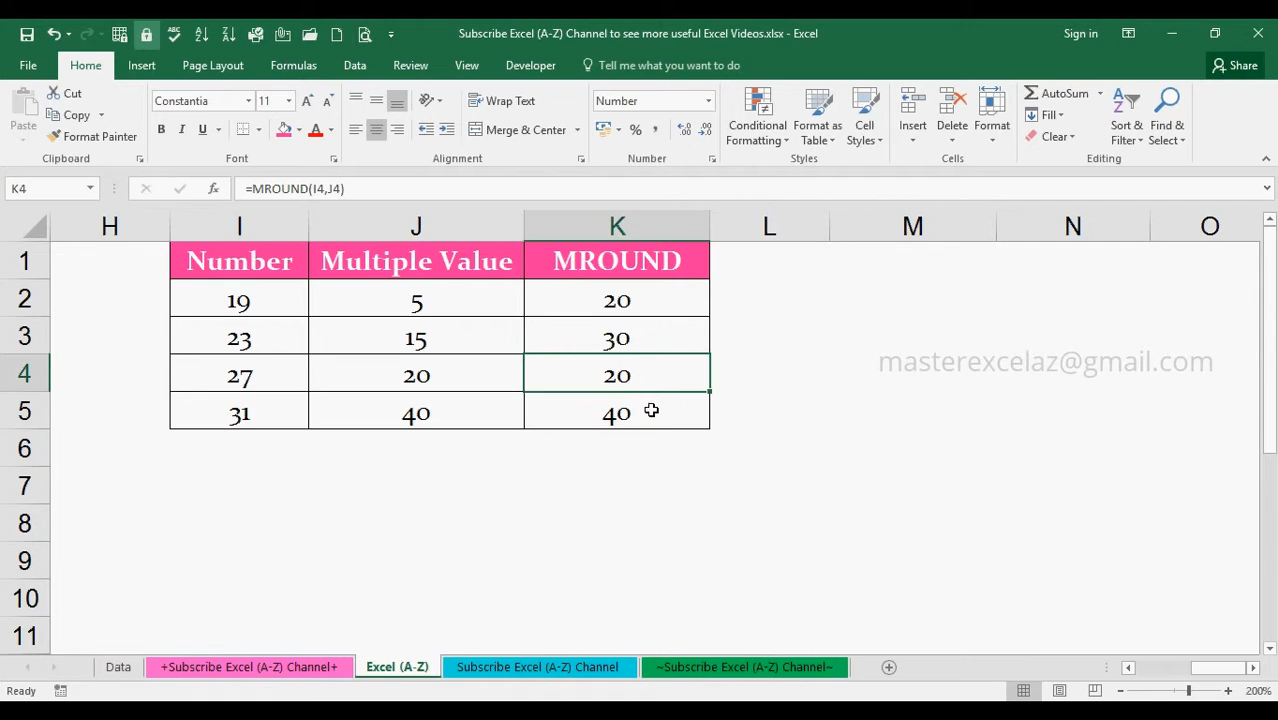 Subscribe Excel (A-Z) Channel to see more useful Excel Videos.xlsx - Excel
Sign in
File Home Insert Page Layout Formulas Data Review View Developer Tell me what you want to do Share
Paste
Cut
Copy
Format Painter
Clipboard
Constantia 11
B I U
Font
Wrap Text
Merge & Center
Alignment
Number
Number
Conditional Formatting
Format as Table
Cell Styles
Styles
Insert Delete Format
Cells
AutoSum
Fill
Clear
Sort & Filter
Find & Select
Editing
K4 =MROUND(I4,J4)
H I J K L M N O
1 Number Multiple Value MROUND
2 19 5 20
3 23 15 30
4 27 20 20
masterexcelaz@gmail.com
5 31 40 40
6
7
8
9
10
11
Data +Subscribe Excel (A-Z) Channel+ Excel (A-Z) Subscribe Excel (A-Z) Channel ~Subscribe Excel (A-Z) Channel~
Ready 200%